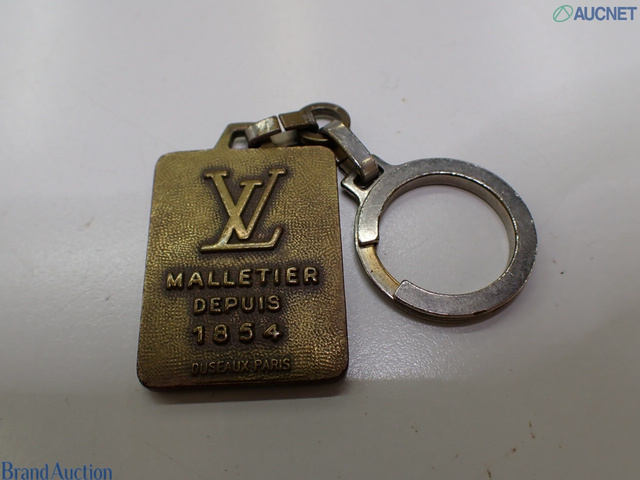 AUCNET
LV
MALLETIER
DEPUIS
1854
OUSEAUX.PARIS
BrandAuction